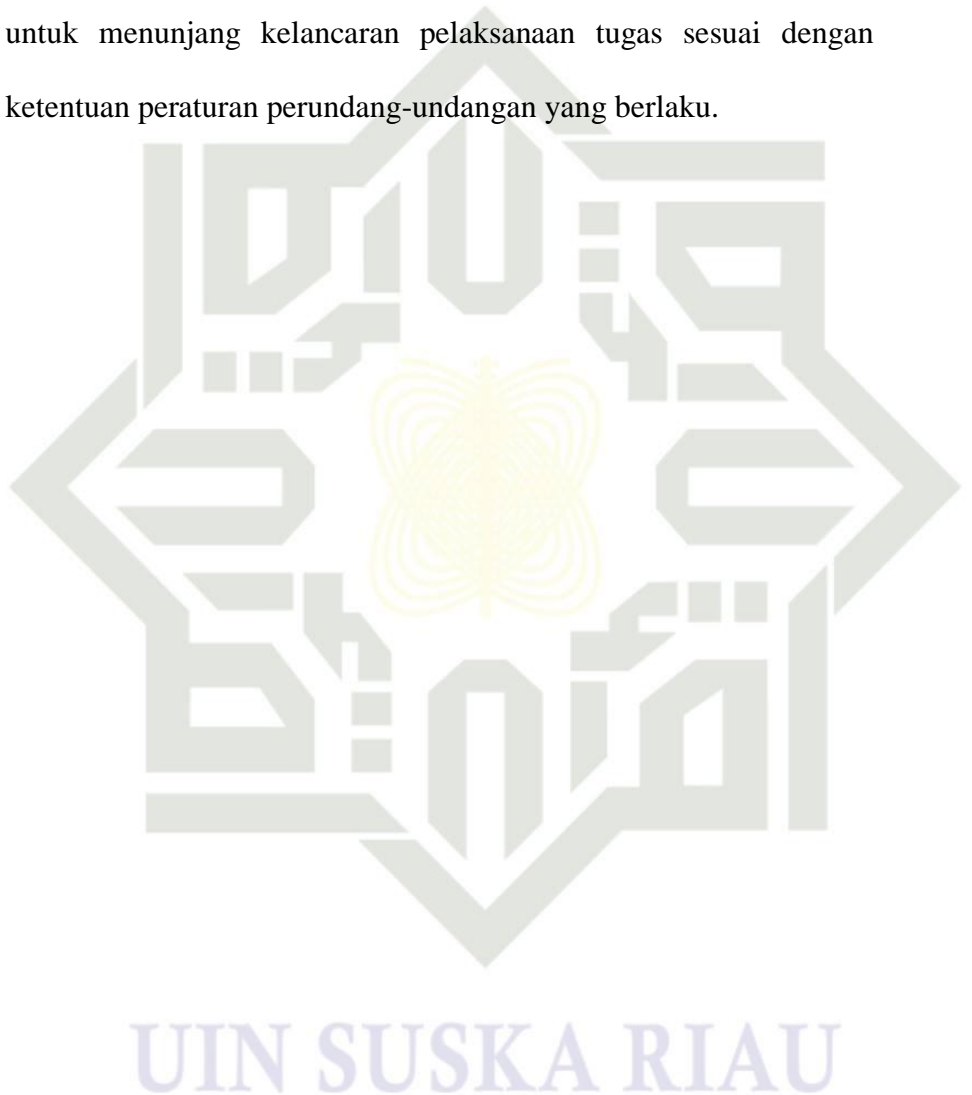 untuk menunjang kelancaran pelaksanaan tugas sesuai dengan
ketentuan peraturan perundang-undangan yang berlaku.
UIN SUSKA RIAU